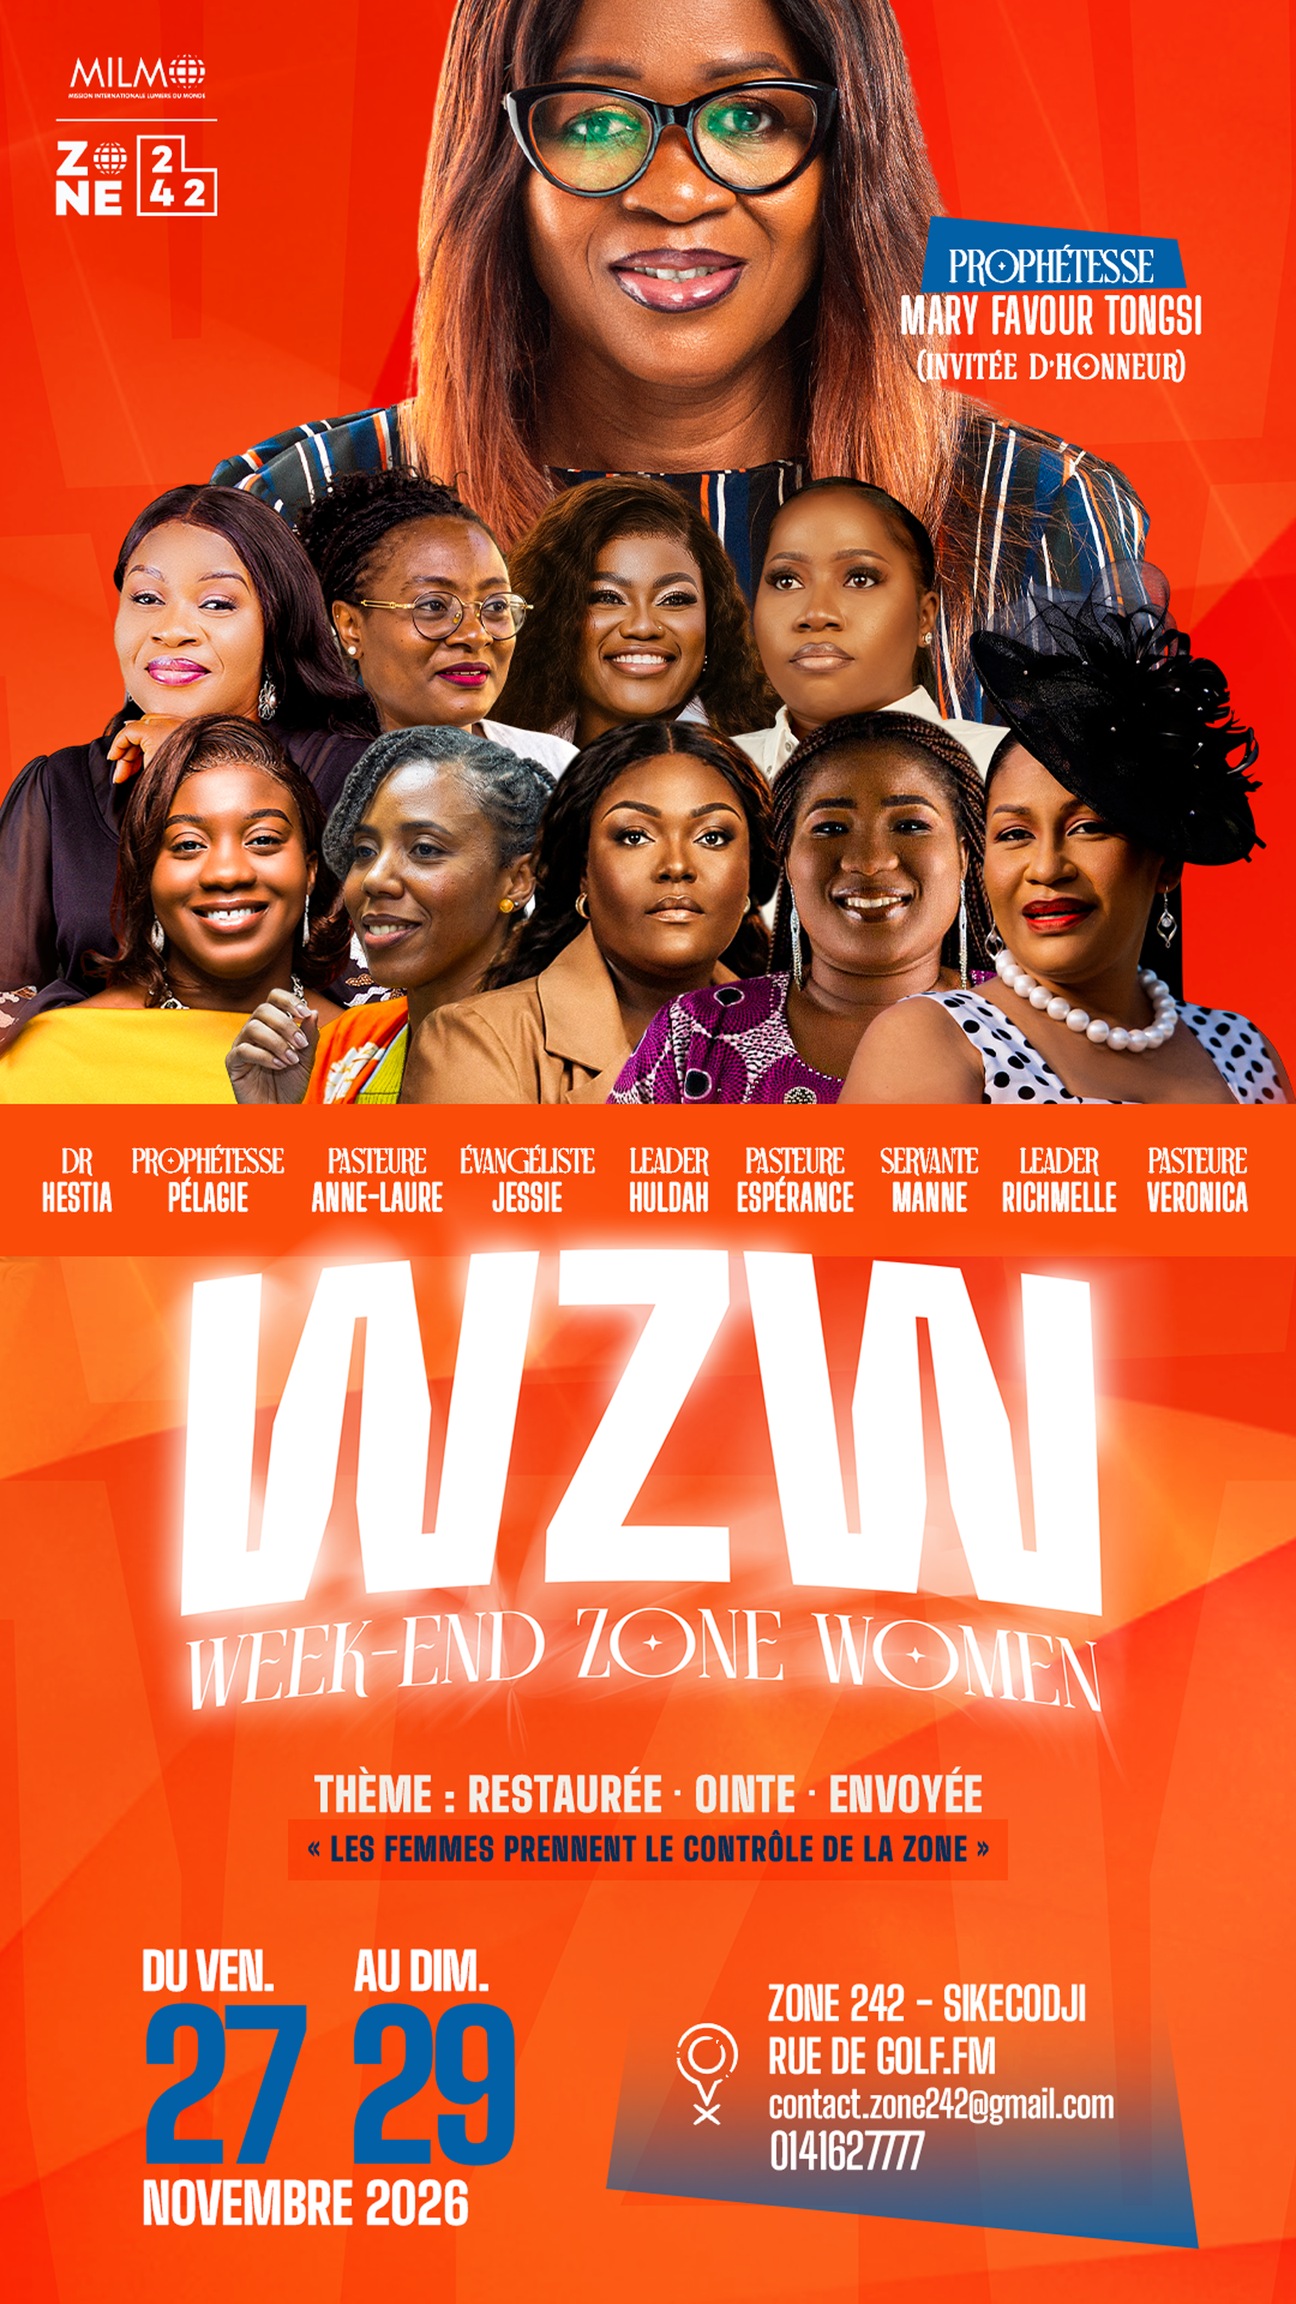 MILMO
MISSION INTERNATIONALE LUMIERE DU MONDE
ZONE 242
PROPHÉTESSE
MARY FAVOUR TONGSI
(INVITÉE D'HONNEUR)
DR HESTIA
PROPHÉTESSE PÉLAGIE
PASTEURE ANNE-LAURE
ÉVANGÉLISTE JESSIE
LEADER HULDAH
PASTEURE ESPÉRANCE
SERVANTE MANNE
LEADER RICHMELLE
PASTEURE VERONICA
WZW
WEEK-END ZONE WOMEN
THÈME : RESTAURÉE · OINTE · ENVOYÉE
« LES FEMMES PRENNENT LE CONTRÔLE DE LA ZONE »
DU VEN. AU DIM.
27 29
NOVEMBRE 2026
ZONE 242 - SIKECODJI
RUE DE GOLF.FM
contact.zone242@gmail.com
0141627777